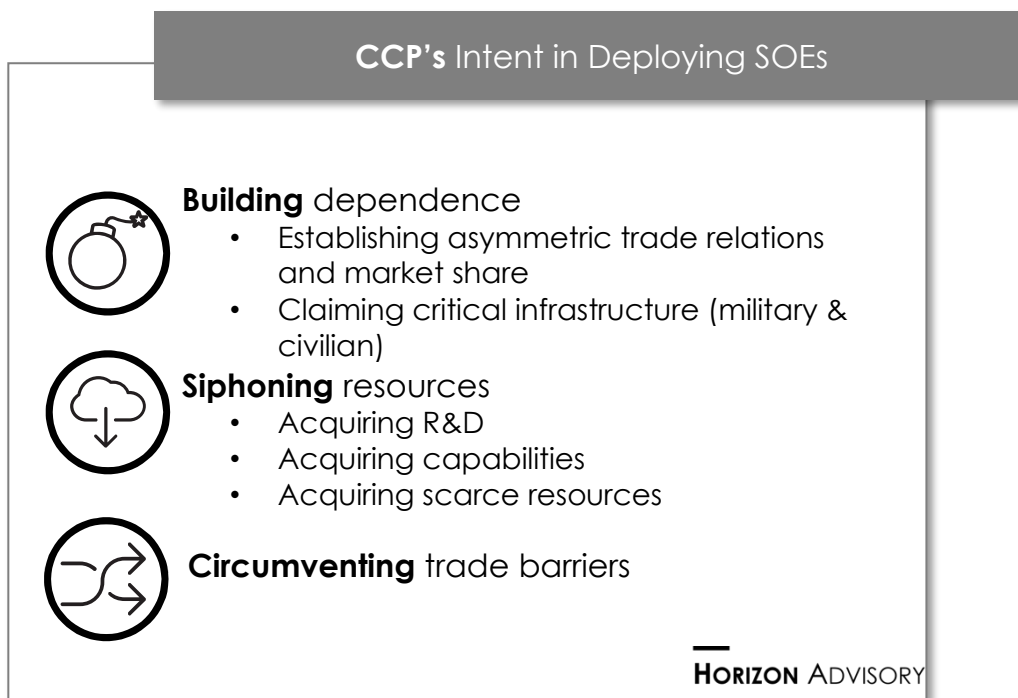 CCP's Intent in Deploying SOEs
Building dependence
• Establishing asymmetric trade relations
and market share
• Claiming critical infrastructure (military &
civilian)
Siphoning resources
• Acquiring R&D
• Acquiring capabilities
• Acquiring scarce resources
Circumventing trade barriers
HORIZON ADVISORY